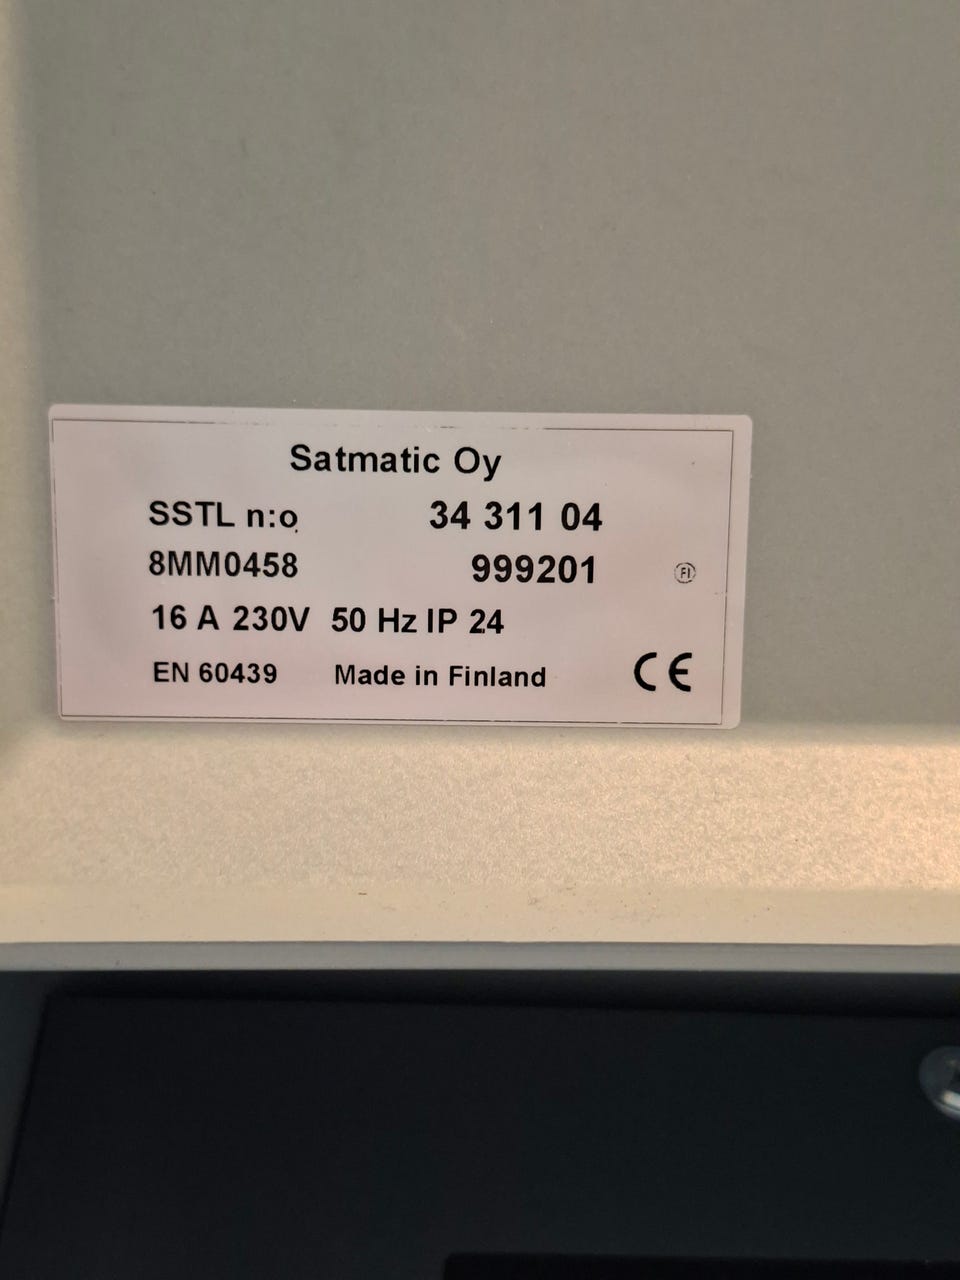 Satmatic Oy
SSTL n:o 34 311 04
8MM0458 999201 FI
16 A 230V 50 Hz IP 24
EN 60439 Made in Finland CE